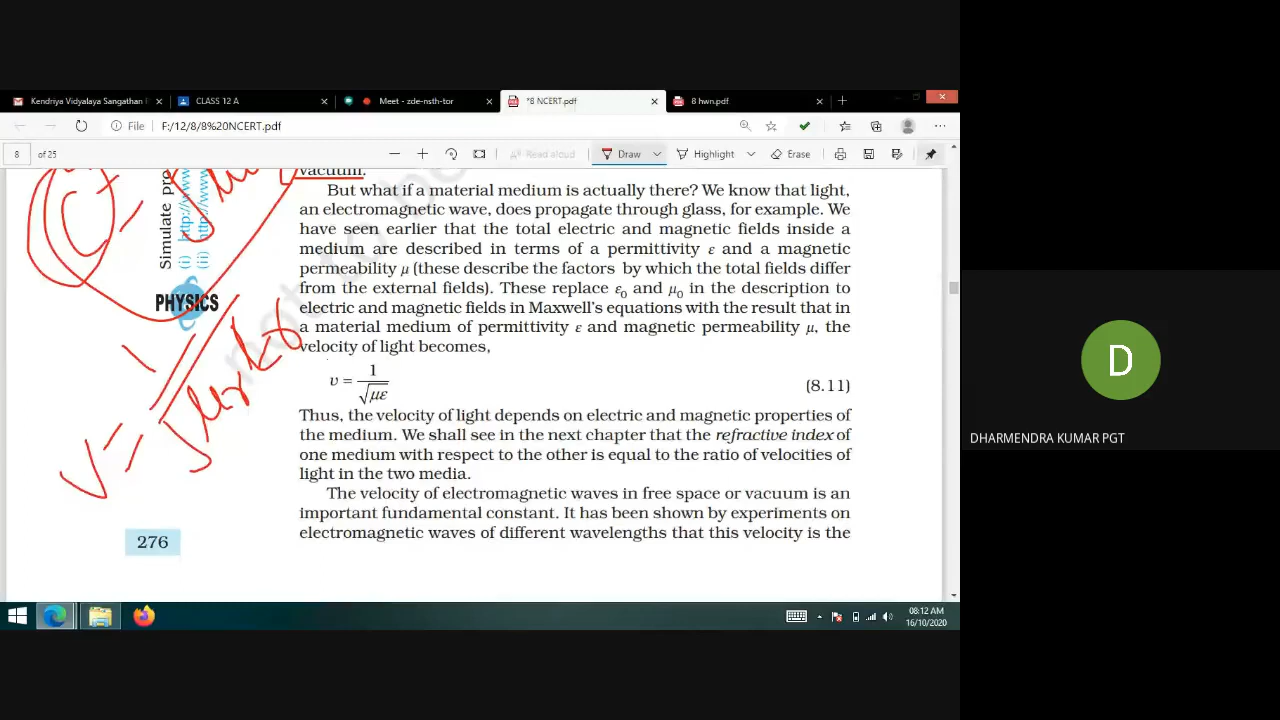 Kendriya Vidyalaya Sangathan
CLASS 12 A
Meet - zde-nsth-tor
*8 NCERT.pdf
8 hwn.pdf
File F:/12/8/8%20NCERT.pdf
8 of 25
Read aloud
Draw
Highlight
Erase
vacuum.
But what if a material medium is actually there? We know that light,
an electromagnetic wave, does propagate through glass, for example. We
have seen earlier that the total electric and magnetic fields inside a
medium are described in terms of a permittivity ε and a magnetic
permeability μ (these describe the factors by which the total fields differ
from the external fields). These replace ε₀ and μ₀ in the description to
electric and magnetic fields in Maxwell's equations with the result that in
a material medium of permittivity ε and magnetic permeability μ, the
velocity of light becomes,
υ = 1/√με (8.11)
Thus, the velocity of light depends on electric and magnetic properties of
the medium. We shall see in the next chapter that the refractive index of
one medium with respect to the other is equal to the ratio of velocities of
light in the two media.
The velocity of electromagnetic waves in free space or vacuum is an
important fundamental constant. It has been shown by experiments on
electromagnetic waves of different wavelengths that this velocity is the
Simulate pro
(i) http://www
(ii) http://www
PHYSICS
C =
V = 1
276
not to be
08:12 AM
16/10/2020
D
DHARMENDRA KUMAR PGT